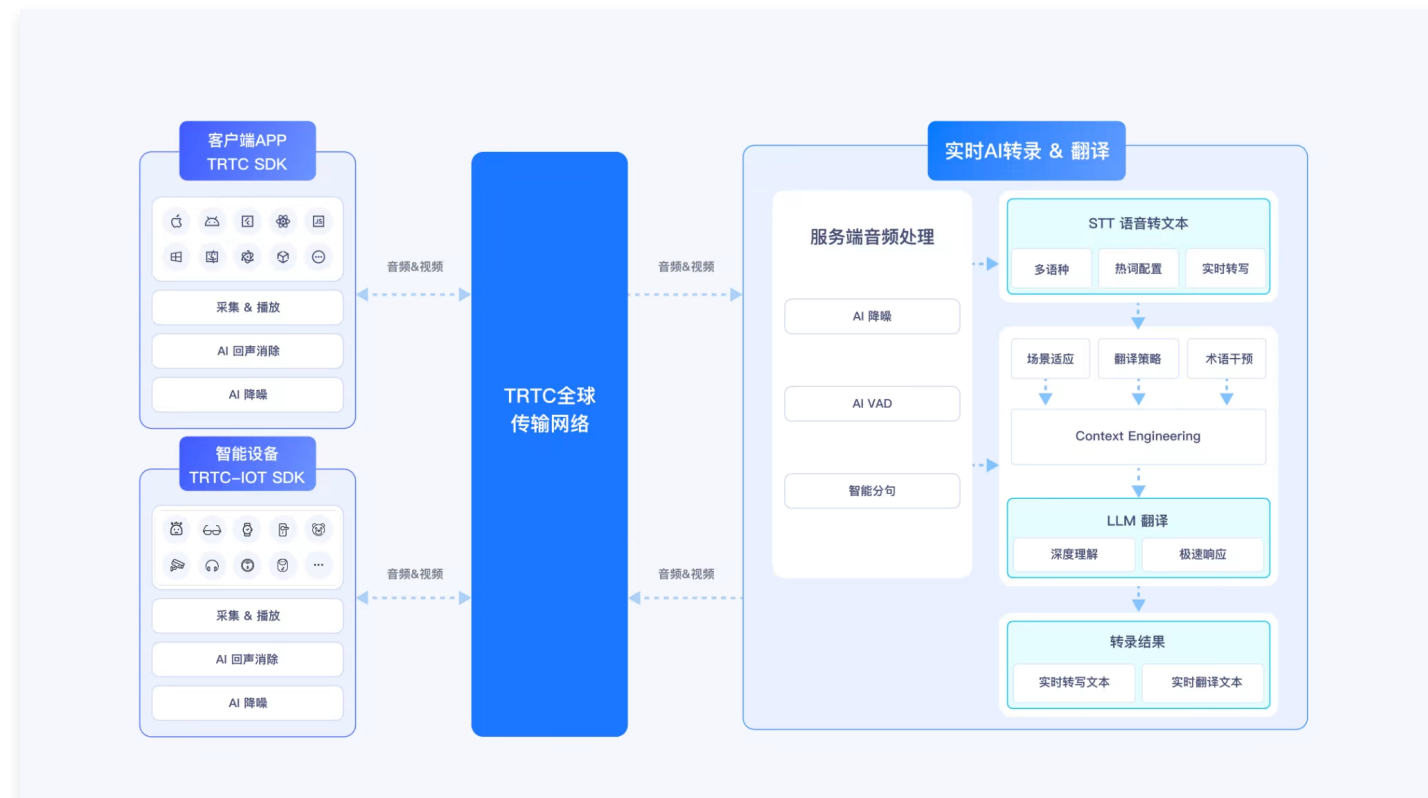 客户端APP
TRTC SDK
JS
采集 & 播放
AI 回声消除
AI 降噪
智能设备
TRTC-IOT SDK
采集 & 播放
AI 回声消除
AI 降噪
音频&视频
音频&视频
TRTC全球
传输网络
音频&视频
音频&视频
实时AI转录 & 翻译
服务端音频处理
AI 降噪
AI VAD
智能分句
STT 语音转文本
多语种
热词配置
实时转写
场景适应
翻译策略
术语干预
Context Engineering
LLM 翻译
深度理解
极速响应
转录结果
实时转写文本
实时翻译文本